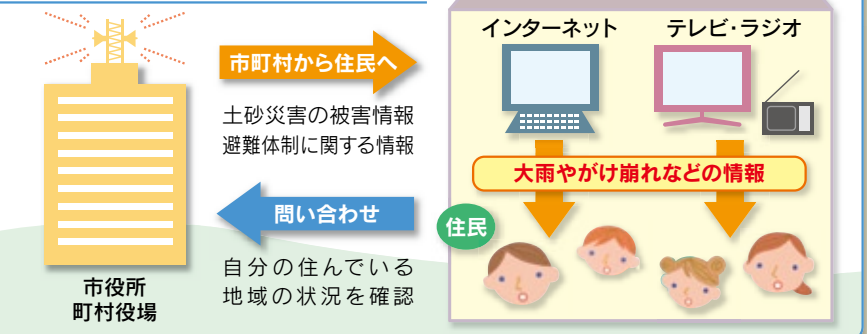 市町村から住民へ
土砂災害の被害情報
避難体制に関する情報
問い合わせ
自分の住んでいる
地域の状況を確認
市役所
町村役場
インターネット
テレビ・ラジオ
大雨やがけ崩れなどの情報
住民